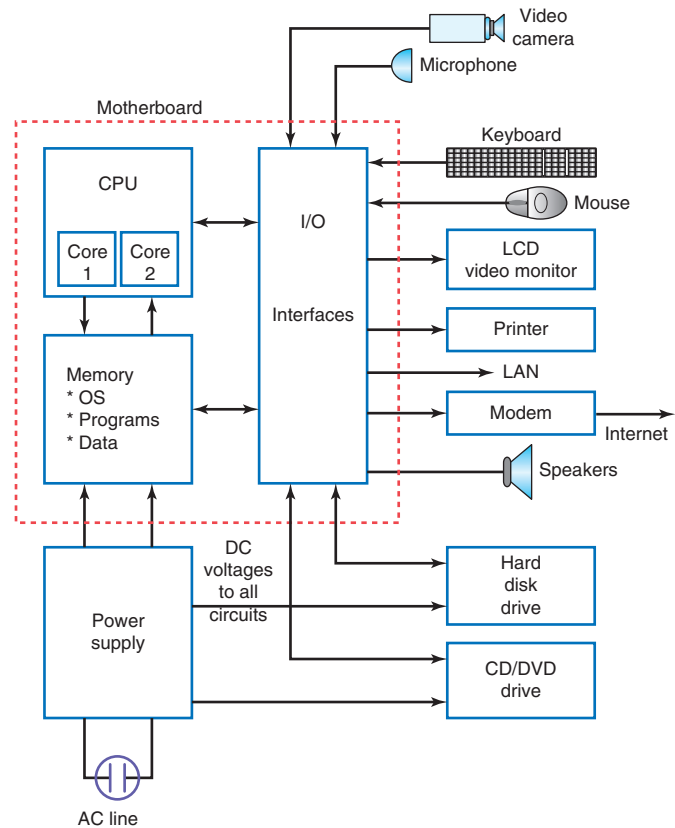 Video
camera
Microphone
Motherboard
Keyboard
CPU
Mouse
I/O
Core
1
Core
2
LCD
video monitor
Interfaces
Printer
Memory
* OS
* Programs
* Data
LAN
Modem
Internet
Speakers
DC
voltages
to all
circuits
Hard
disk
drive
Power
supply
CD/DVD
drive
AC line